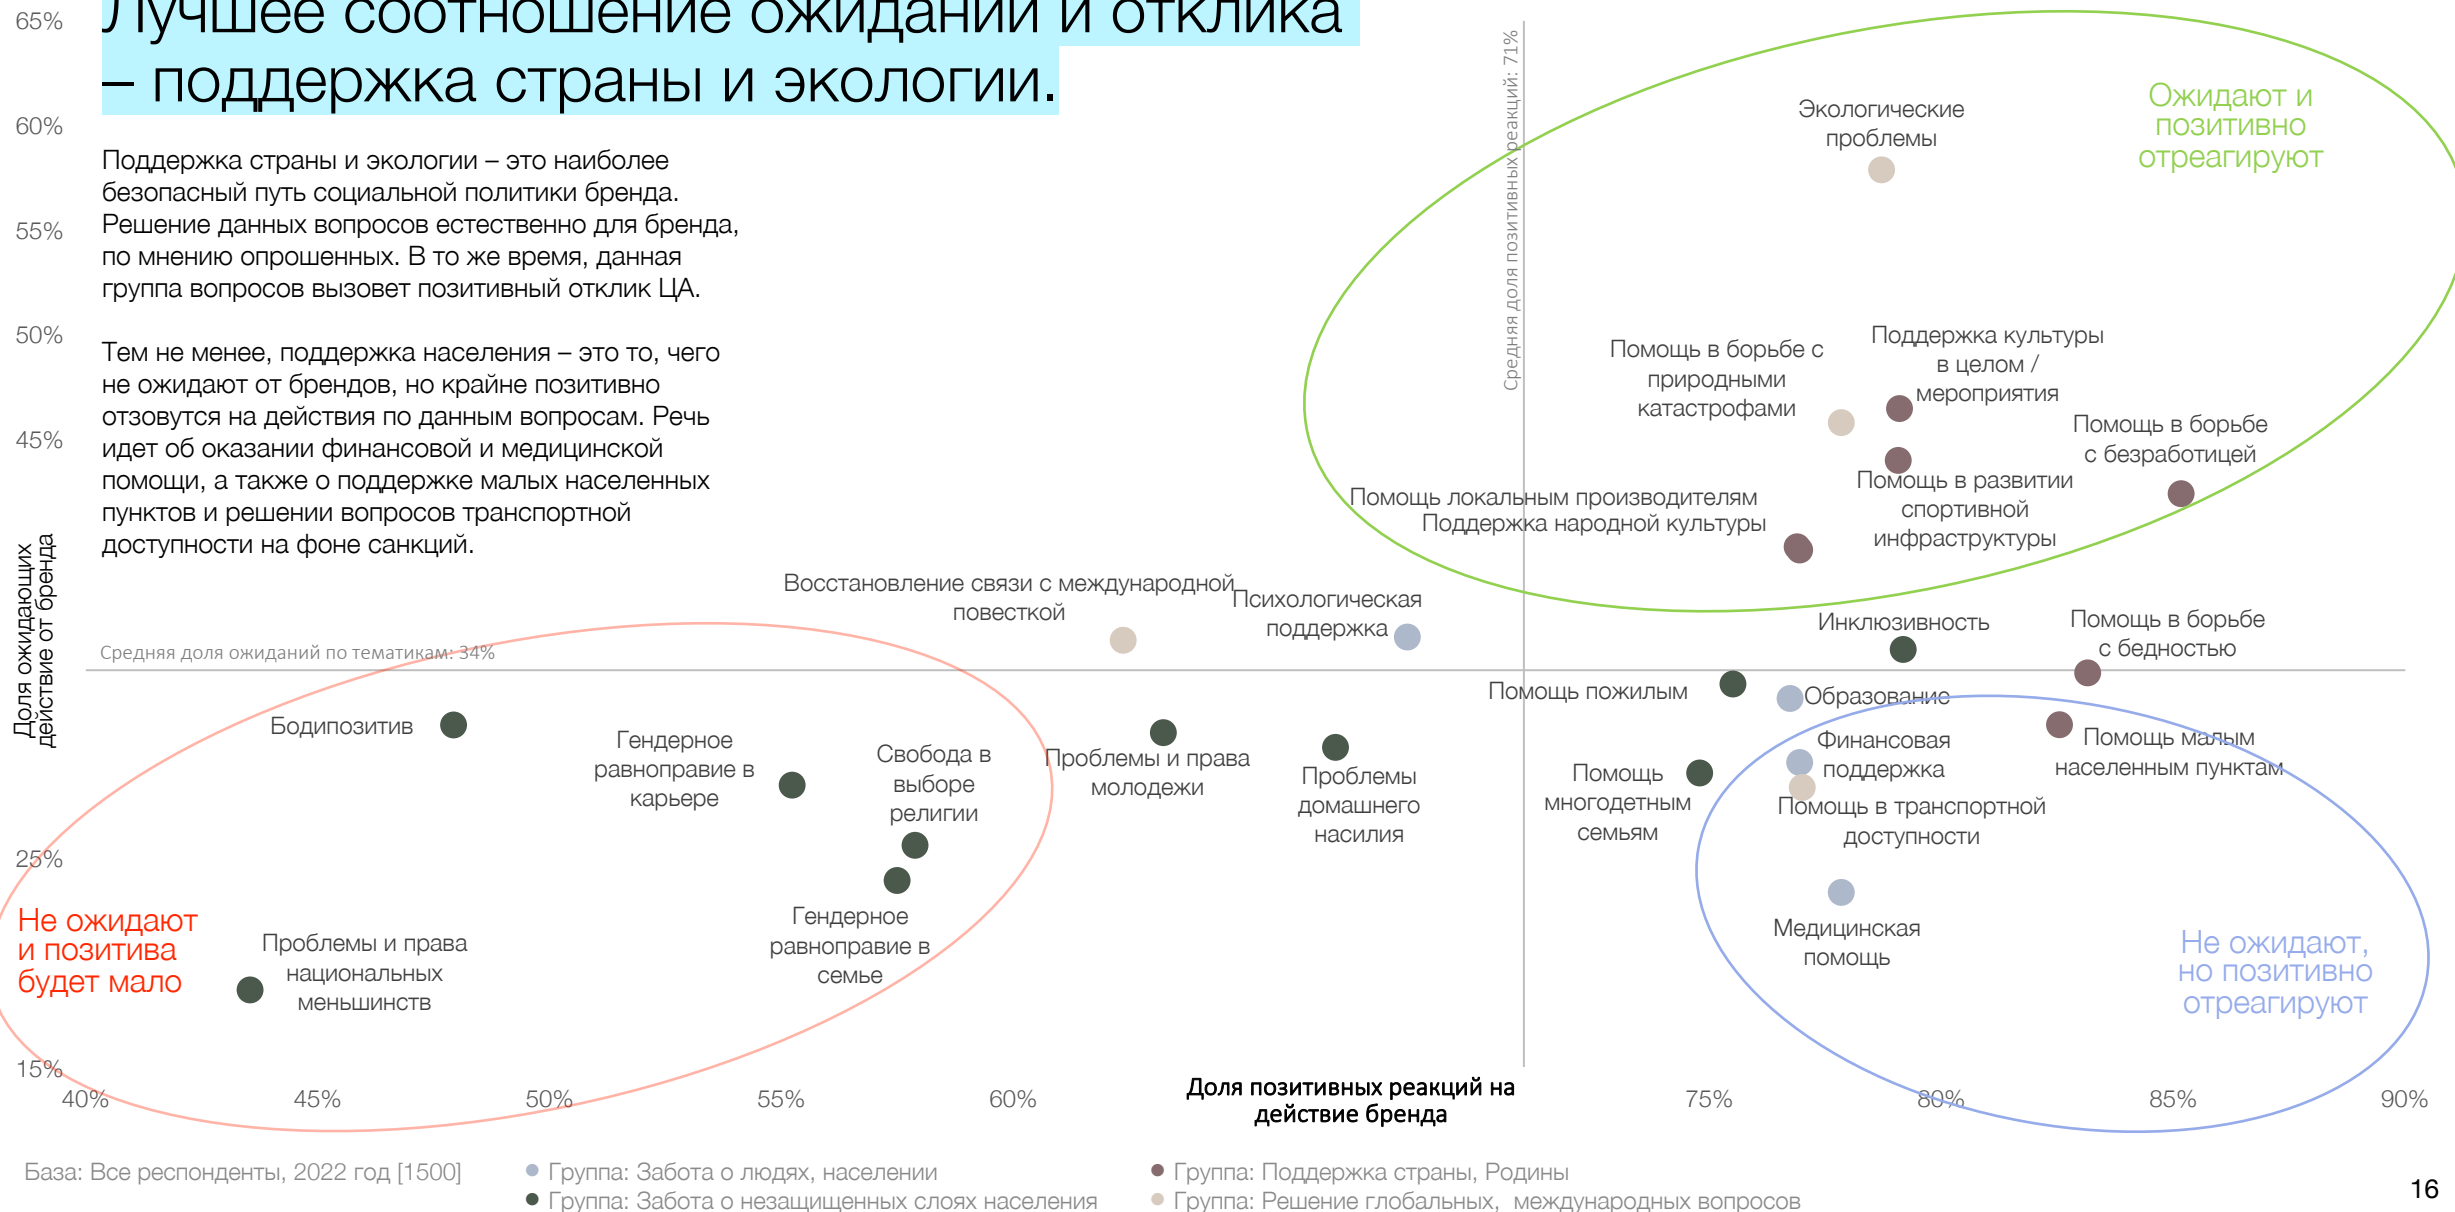 Лучшее соотношение ожиданий и отклика
– поддержка страны и экологии.
Поддержка страны и экологии – это наиболее
безопасный путь социальной политики бренда.
Решение данных вопросов естественно для бренда,
по мнению опрошенных. В то же время, данная
группа вопросов вызовет позитивный отклик ЦА.
Тем не менее, поддержка населения – это то, чего
не ожидают от брендов, но крайне позитивно
отзовутся на действия по данным вопросам. Речь
идет об оказании финансовой и медицинской
помощи, а также о поддержке малых населенных
пунктов и решении вопросов транспортной
доступности на фоне санкций.
65%
60%
55%
50%
45%
25%
15%
Доля ожидающих
действие от бренда
Средняя доля позитивных реакций: 71%
Ожидают и
позитивно
отреагируют
Экологические
проблемы
Помощь в борьбе с
природными
катастрофами
Поддержка культуры
в целом /
мероприятия
Помощь в борьбе
с безработицей
Помощь в развитии
спортивной
инфраструктуры
Помощь локальным производителям
Поддержка народной культуры
Восстановление связи с международной
повесткой
Психологическая
поддержка
Инклюзивность
Помощь в борьбе
с бедностью
Средняя доля ожиданий по тематикам: 34%
Помощь пожилым
Образование
Бодипозитив
Гендерное
равноправие в
карьере
Свобода в
выборе
религии
Проблемы и права
молодежи
Проблемы
домашнего
насилия
Помощь
многодетным
семьям
Финансовая
поддержка
Помощь малым
населенным пунктам
Помощь в транспортной
доступности
Гендерное
равноправие в
семье
Медицинская
помощь
Не ожидают
и позитива
будет мало
Проблемы и права
национальных
меньшинств
Не ожидают,
но позитивно
отреагируют
40%
45%
50%
55%
60%
Доля позитивных реакций на
действие бренда
75%
80%
85%
90%
База: Все респонденты, 2022 год [1500]
Группа: Забота о людях, населении
Группа: Забота о незащищенных слоях населения
Группа: Поддержка страны, Родины
Группа: Решение глобальных, международных вопросов
16